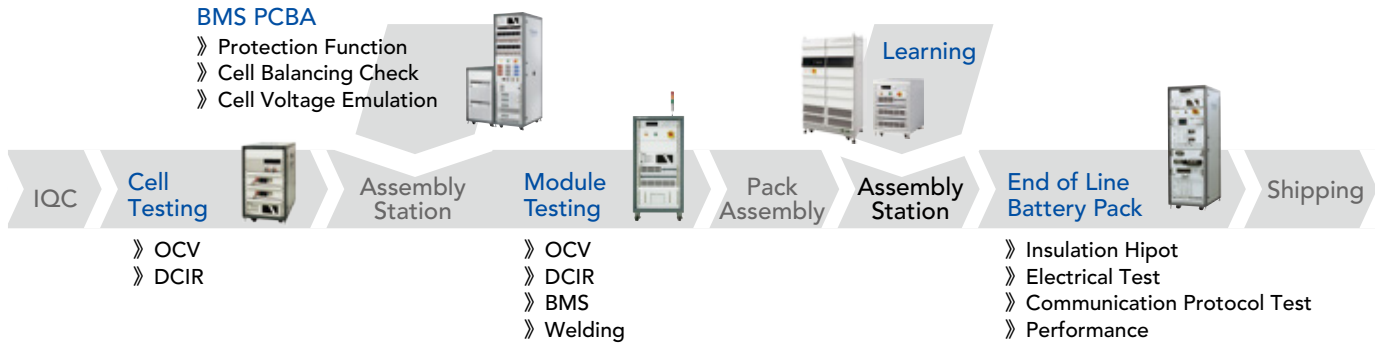 BMS PCBA
》Protection Function
》Cell Balancing Check
》Cell Voltage Emulation
Learning
IQC
Cell
Testing
Assembly
Station
Module
Testing
Pack
Assembly
Assembly
Station
End of Line
Battery Pack
Shipping
》OCV
》DCIR
》OCV
》DCIR
》BMS
》Welding
》Insulation Hipot
》Electrical Test
》Communication Protocol Test
》Performance